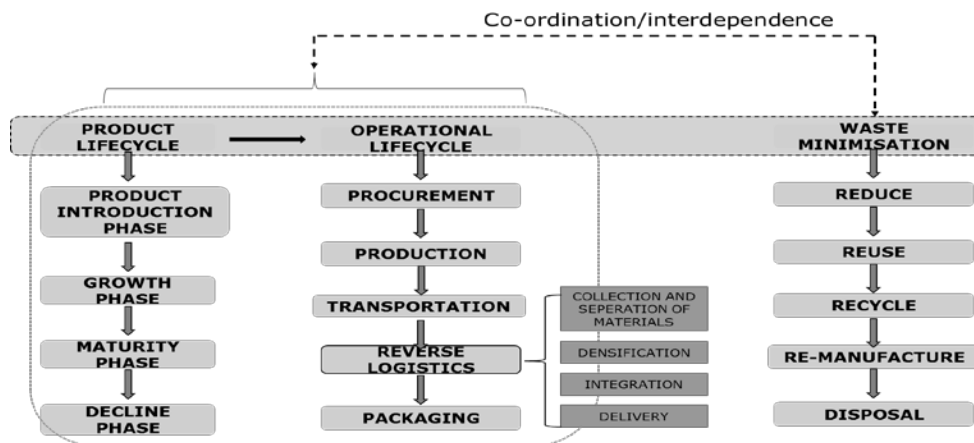 Co-ordination/interdependence
PRODUCT
LIFECYCLE
OPERATIONAL
LIFECYCLE
WASTE
MINIMISATION
PRODUCT
INTRODUCTION
PHASE
GROWTH
PHASE
MATURITY
PHASE
DECLINE
PHASE
PROCUREMENT
PRODUCTION
TRANSPORTATION
REVERSE
LOGISTICS
PACKAGING
COLLECTION AND
SEPERATION OF
MATERIALS
DENSIFICATION
INTEGRATION
DELIVERY
REDUCE
REUSE
RECYCLE
RE-MANUFACTURE
DISPOSAL